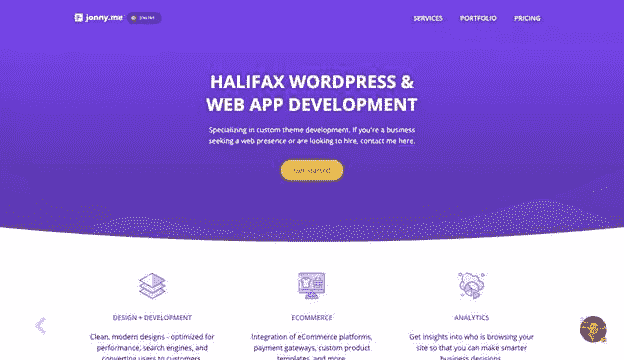 jonny.me
SERVICES PORTFOLIO PRICING
HALIFAX WORDPRESS &
WEB APP DEVELOPMENT
Specializing in custom theme development. If you're a business
seeking a web presence or are looking to hire, contact me here.
DESIGN + DEVELOPMENT
Clean, modern designs - optimized for
performance, search engines, and
converting users to customers
ECOMMERCE
Integration of eCommerce platforms,
payment gateways, custom product
templates, and more
ANALYTICS
Get Insights into who is browsing your
site so that you can make smarter
business decisions